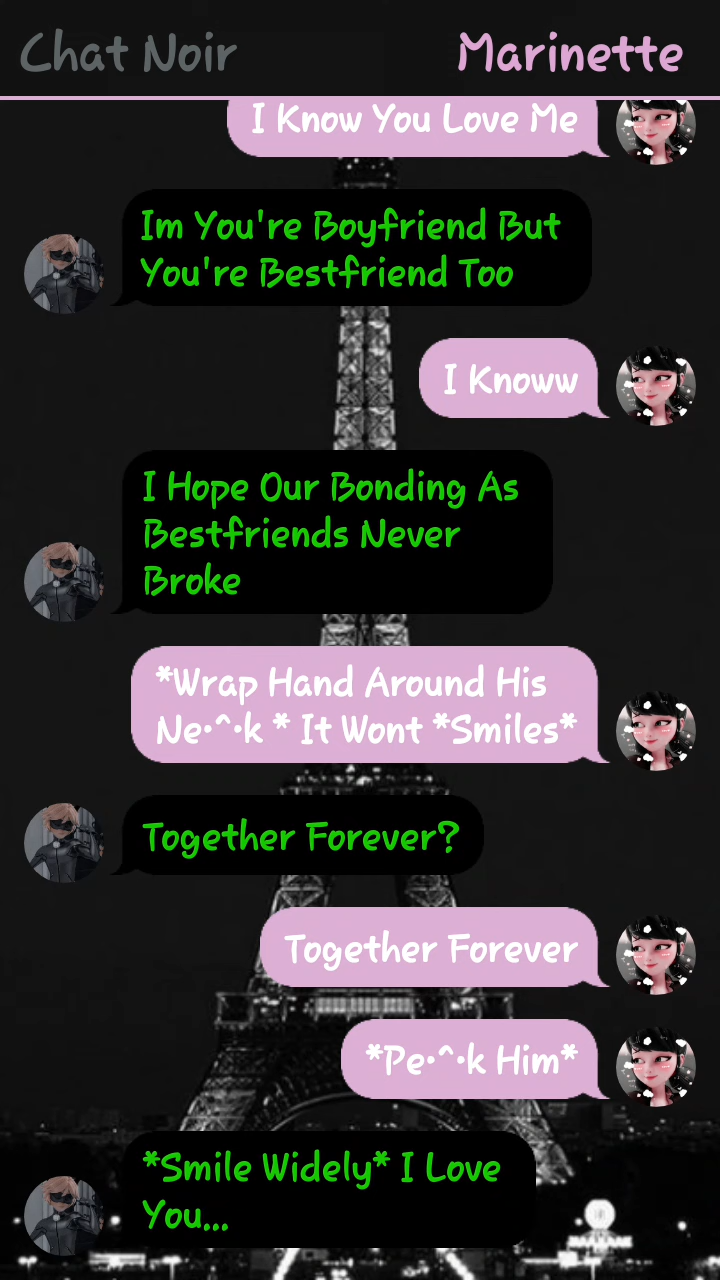 Chat Noir
Marinette
I Know You Love Me
Im You're Boyfriend But
You're Bestfriend Too
I Knoww
I Hope Our Bonding As
Bestfriends Never
Broke
*Wrap Hand Around His
Ne•^•k * It Wont *Smiles*
Together Forever?
Together Forever
*Pe•^•k Him*
*Smile Widely* I Love
You...